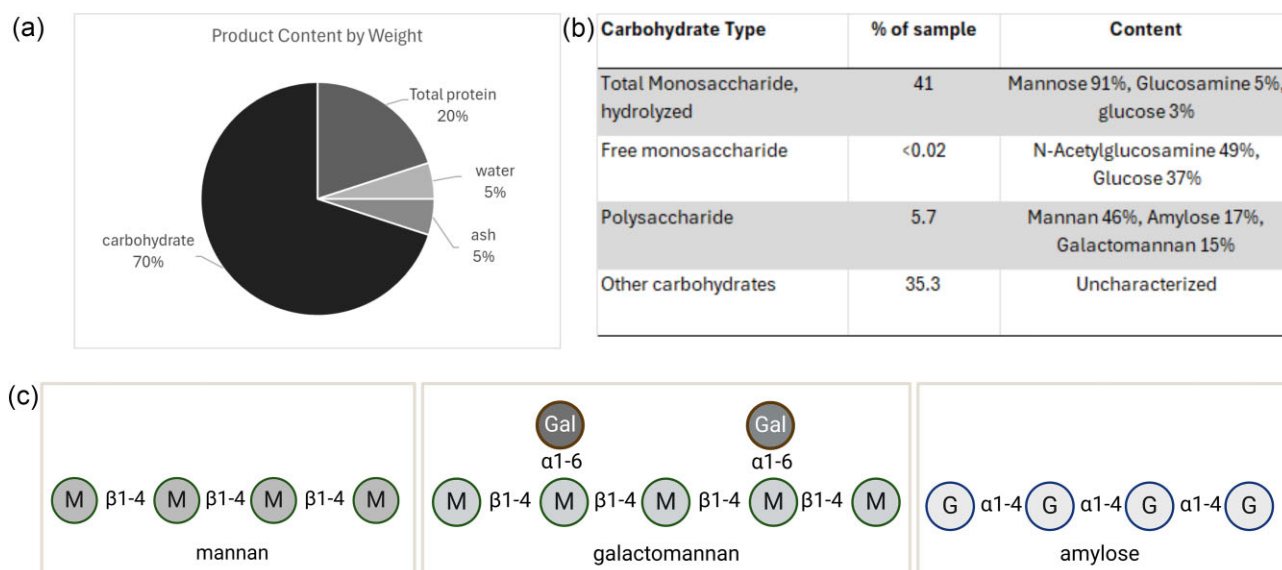 (a)
Product Content by Weight
Total protein
20%
water
5%
ash
5%
carbohydrate
70%
(b)
Carbohydrate Type % of sample Content
Total Monosaccharide, hydrolyzed 41 Mannose 91%, Glucosamine 5%, glucose 3%
Free monosaccharide <0.02 N-Acetylglucosamine 49%, Glucose 37%
Polysaccharide 5.7 Mannan 46%, Amylose 17%, Galactomannan 15%
Other carbohydrates 35.3 Uncharacterized
(c)
M β1-4 M β1-4 M β1-4 M
mannan
Gal Gal
α1-6 α1-6
M β1-4 M β1-4 M β1-4 M β1-4 M
galactomannan
G α1-4 G α1-4 G α1-4 G
amylose